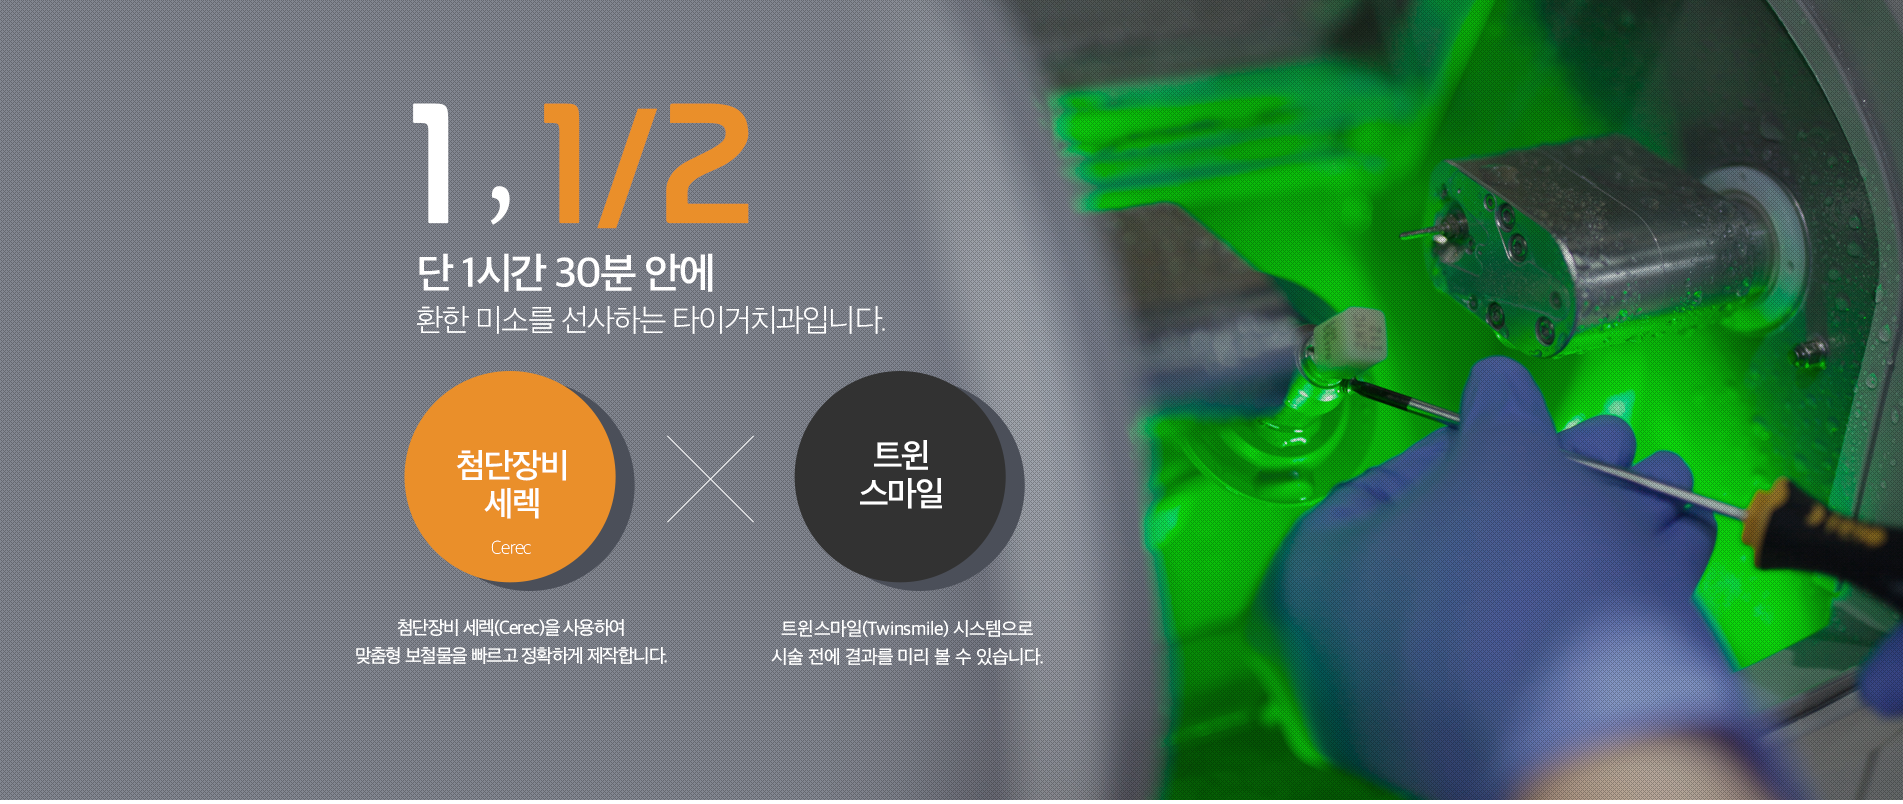 1, 1/2
단 1시간 30분 안에
환한 미소를 선사하는 타이거치과입니다.
첨단장비
세렉
Cerec
트윈
스마일
첨단장비 세렉(Cerec)을 사용하여
맞춤형 보철물을 빠르고 정확하게 제작합니다.
트윈스마일(Twinsmile) 시스템으로
시술 전에 결과를 미리 볼 수 있습니다.